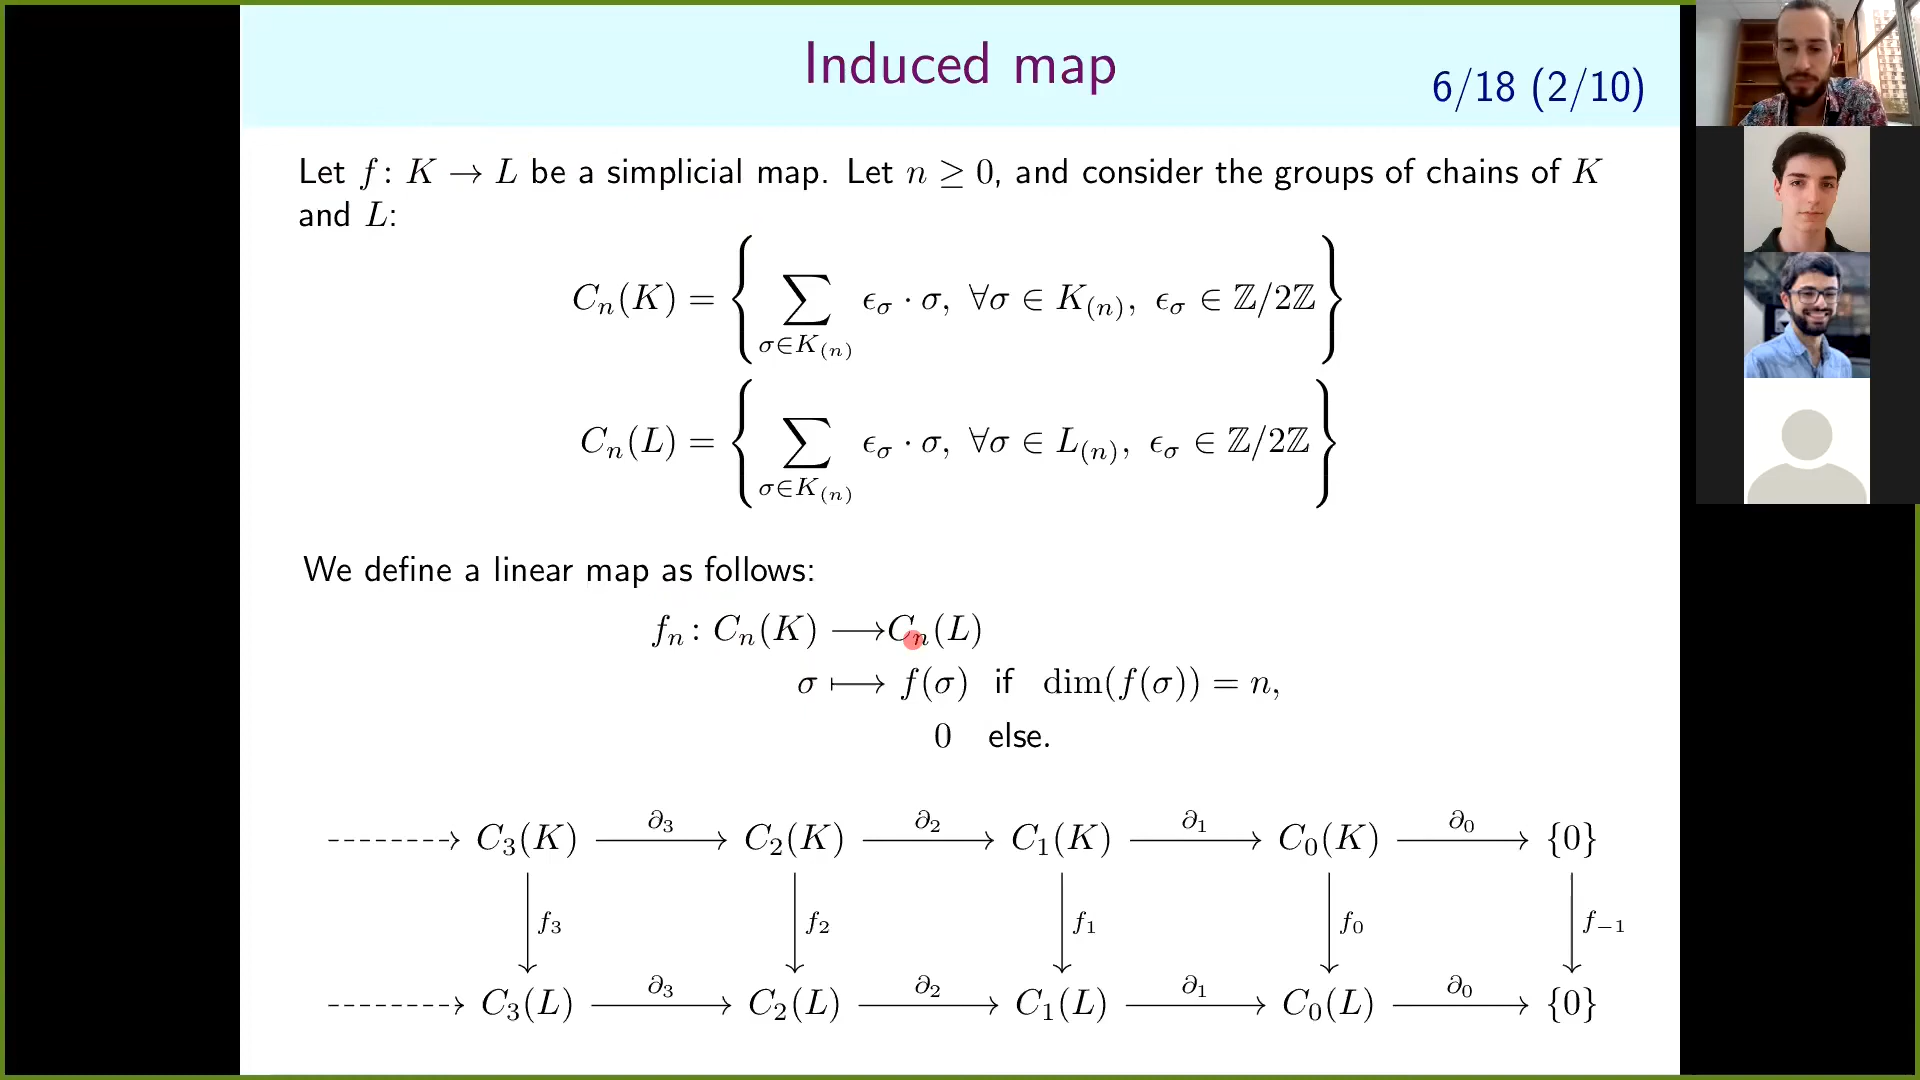 Induced map
6/18 (2/10)
Let f: K → L be a simplicial map. Let n ≥ 0, and consider the groups of chains of K
and L:
C_n(K) = { ∑_{σ∈K_(n)} ϵ_σ · σ, ∀σ ∈ K_(n), ϵ_σ ∈ ℤ/2ℤ }
C_n(L) = { ∑_{σ∈K_(n)} ϵ_σ · σ, ∀σ ∈ L_(n), ϵ_σ ∈ ℤ/2ℤ }
We define a linear map as follows:
f_n: C_n(K) ⟶ C_n(L)
σ ⟼ f(σ) if dim(f(σ)) = n,
0 else.
∂_3 ∂_2 ∂_1 ∂_0
C_3(K) C_2(K) C_1(K) C_0(K) {0}
f_3 f_2 f_1 f_0 f_{−1}
∂_3 ∂_2 ∂_1 ∂_0
C_3(L) C_2(L) C_1(L) C_0(L) {0}